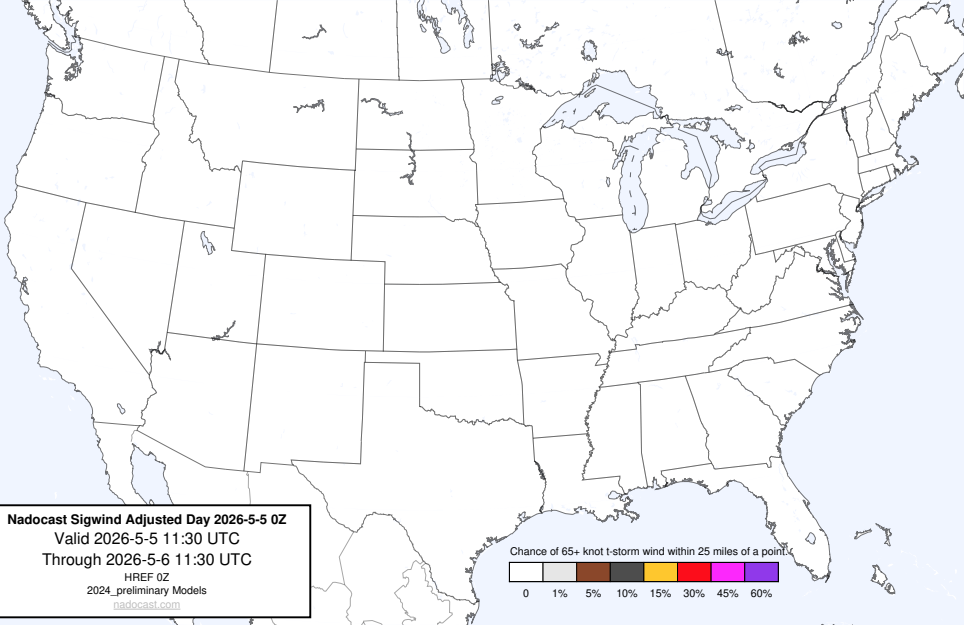 Nadocast Sigwind Adjusted Day 2026-5-5 0Z
Valid 2026-5-5 11:30 UTC
Through 2026-5-6 11:30 UTC
HREF 0Z
2024_preliminary Models
nadocast.com
Chance of 65+ knot t-storm wind within 25 miles of a point.
0 1% 5% 10% 15% 30% 45% 60%